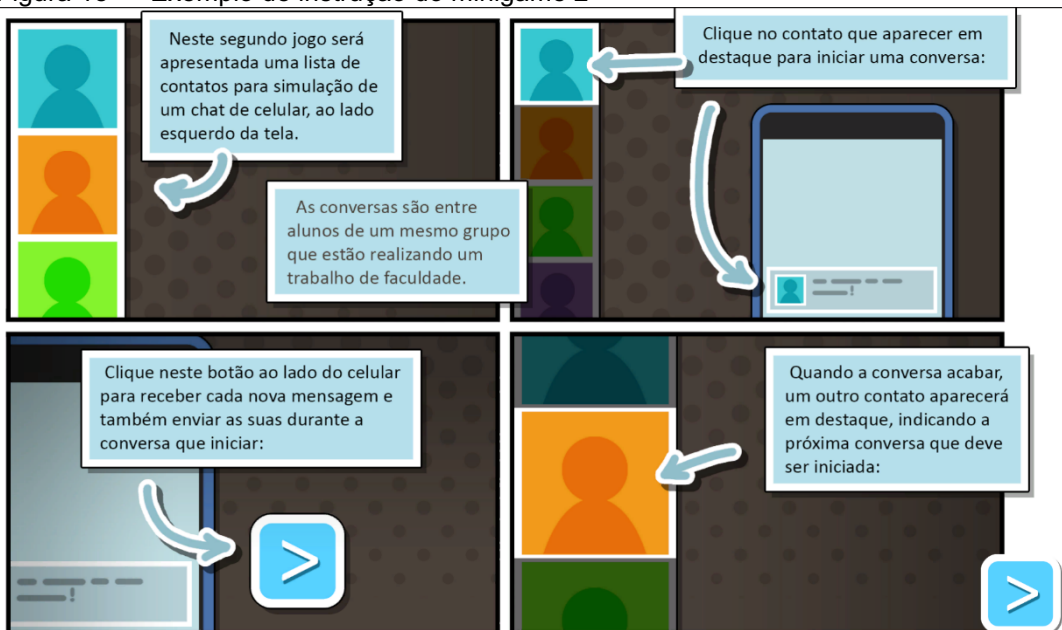 Neste segundo jogo será
apresentada uma lista de
contatos para simulação de
um chat de celular, ao lado
esquerdo da tela.
As conversas são entre
alunos de um mesmo grupo
que estão realizando um
trabalho de faculdade.
Clique no contato que aparecer em
destaque para iniciar uma conversa:
!
Clique neste botão ao lado do celular
para receber cada nova mensagem e
também enviar as suas durante a
conversa que iniciar:
!
>
Quando a conversa acabar,
um outro contato aparecerá
em destaque, indicando a
próxima conversa que deve
ser iniciada:
>